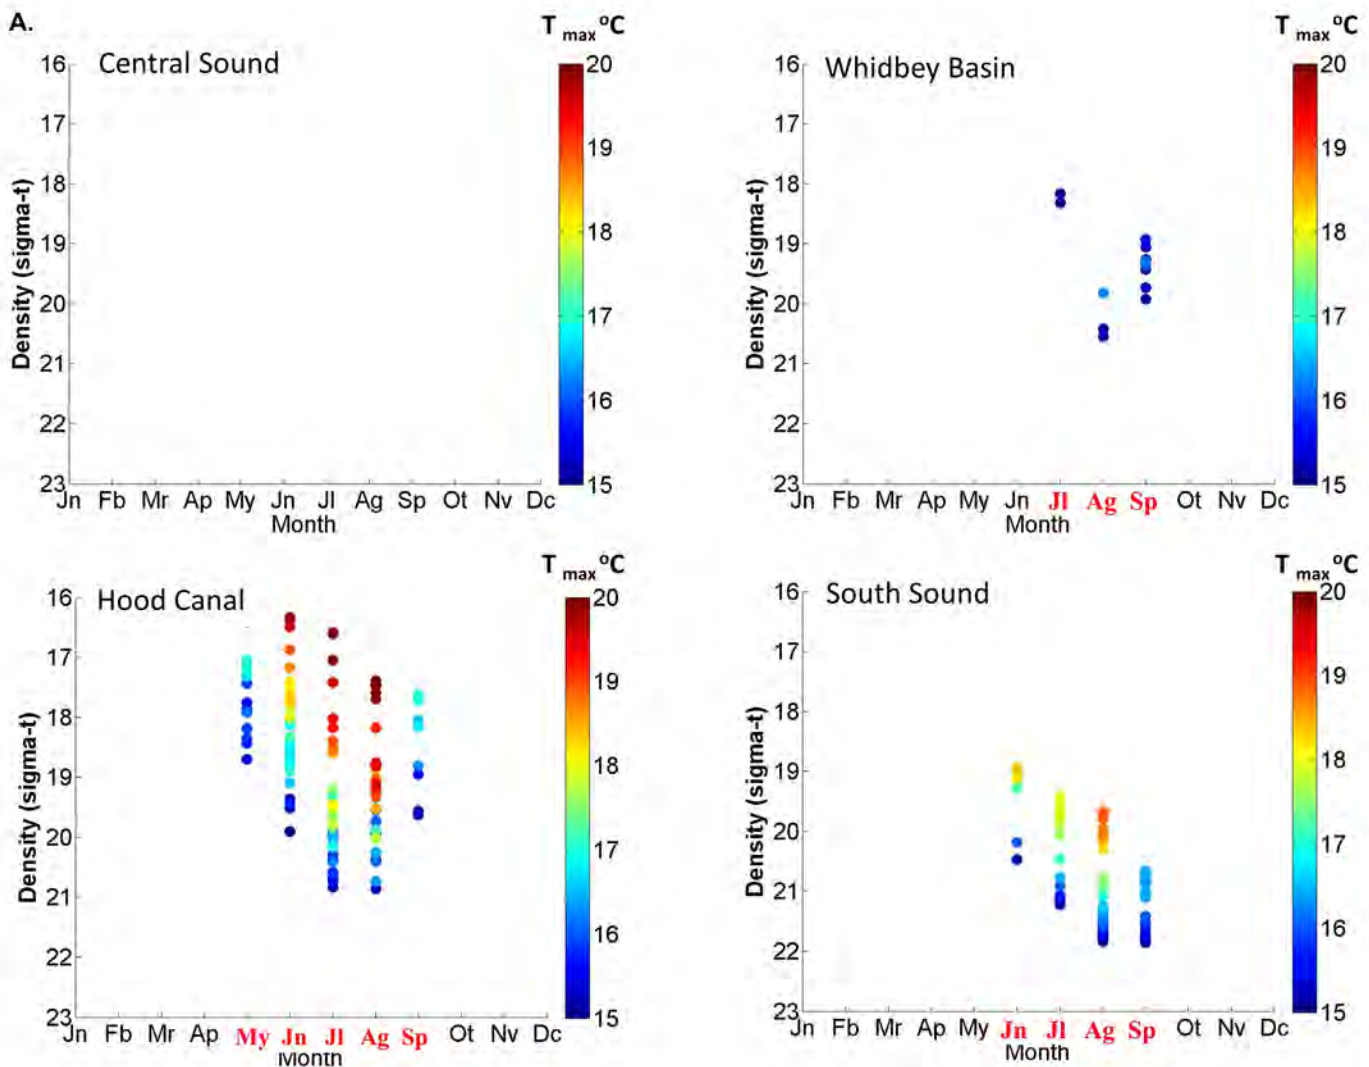 A.
T max ºC
Central Sound
16
17
18
19
20
21
22
23
Density (sigma-t)
Jn Fb Mr Ap My Jn Jl Ag Sp Ot Nv Dc
Month
20
19
18
17
16
15
T max ºC
Whidbey Basin
16
17
18
19
20
21
22
23
Density (sigma-t)
Jn Fb Mr Ap My Jn Jl Ag Sp Ot Nv Dc
Month
20
19
18
17
16
15
T max ºC
Hood Canal
16
17
18
19
20
21
22
23
Density (sigma-t)
Jn Fb Mr Ap My Jn Jl Ag Sp Ot Nv Dc
Month
20
19
18
17
16
15
T max ºC
South Sound
16
17
18
19
20
21
22
23
Density (sigma-t)
Jn Fb Mr Ap My Jn Jl Ag Sp Ot Nv Dc
Month
20
19
18
17
16
15